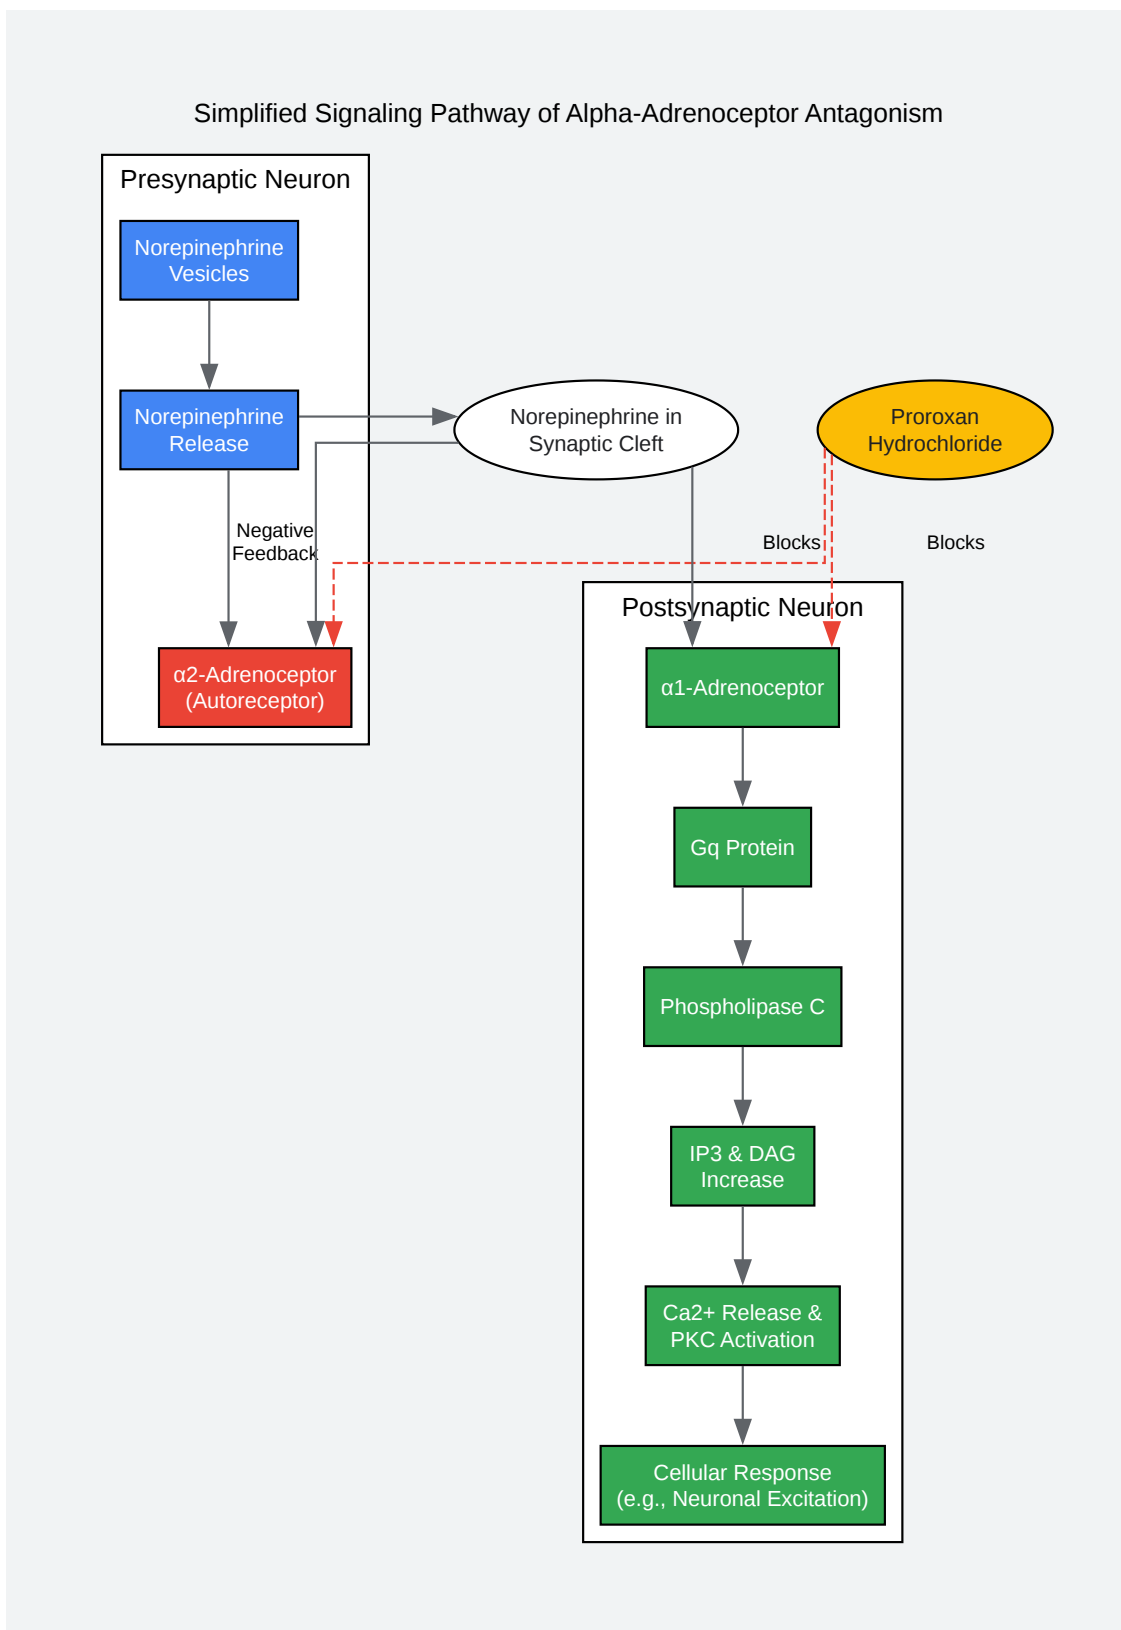 Simplified Signaling Pathway of Alpha-Adrenoceptor Antagonism
Presynaptic Neuron
Norepinephrine
Vesicles
Norepinephrine
Release
Norepinephrine in
Synaptic Cleft
Proroxan
Hydrochloride
Negative
Feedback
Blocks
Blocks
Postsynaptic Neuron
α2-Adrenoceptor
(Autoreceptor)
α1-Adrenoceptor
Gq Protein
Phospholipase C
IP3 & DAG
Increase
Ca2+ Release &
PKC Activation
Cellular Response
(e.g., Neuronal Excitation)